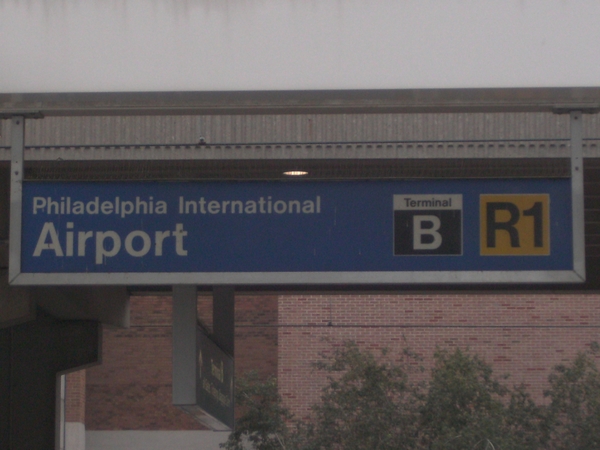 Philadelphia International
Airport
Terminal
B
R1